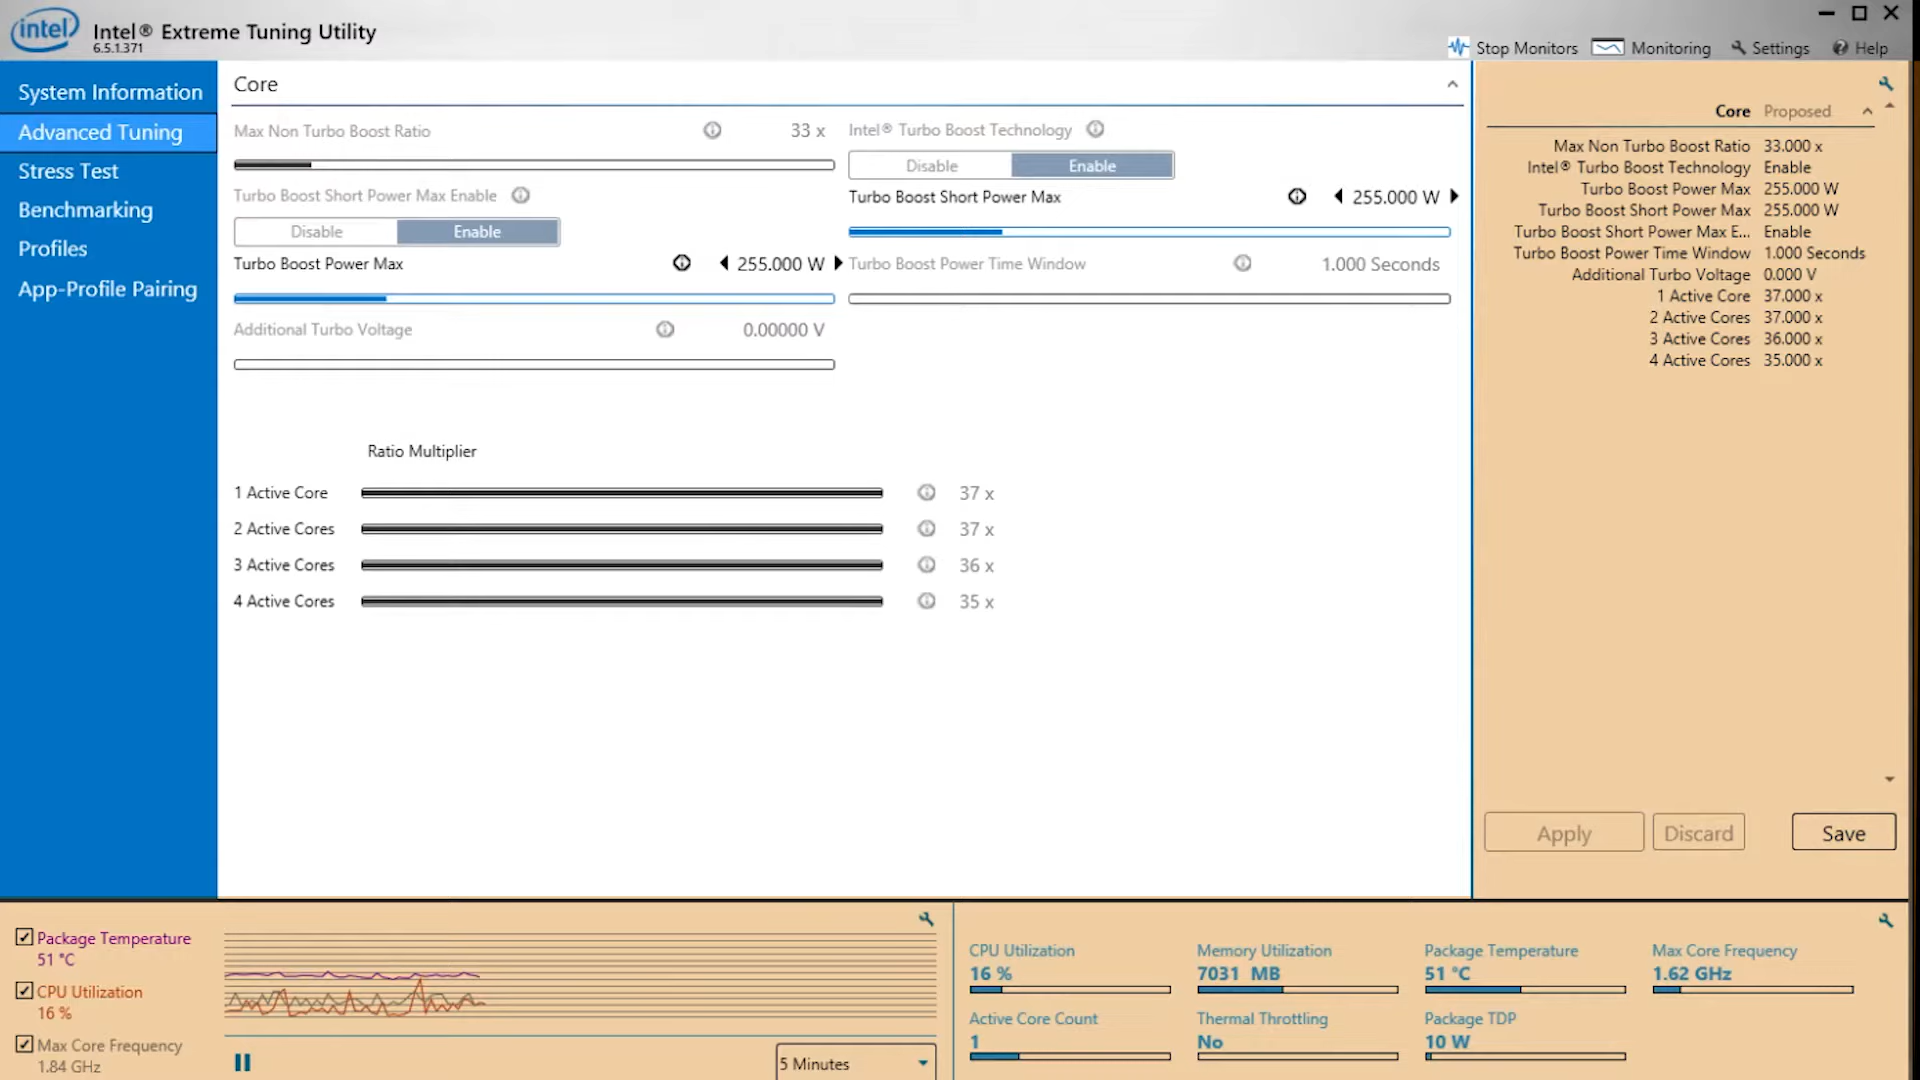 intel
Intel® Extreme Tuning Utility
6.5.1.371
Stop Monitors
Monitoring
Settings
Help
System Information
Advanced Tuning
Stress Test
Benchmarking
Profiles
App-Profile Pairing
Core
Max Non Turbo Boost Ratio 33 x
Intel® Turbo Boost Technology
Disable Enable
Turbo Boost Short Power Max Enable
Disable Enable
Turbo Boost Short Power Max 255.000 W
Turbo Boost Power Max 255.000 W
Turbo Boost Power Time Window 1.000 Seconds
Additional Turbo Voltage 0.00000 V
Ratio Multiplier
1 Active Core 37 x
2 Active Cores 37 x
3 Active Cores 36 x
4 Active Cores 35 x
Core Proposed
Max Non Turbo Boost Ratio 33.000 x
Intel® Turbo Boost Technology Enable
Turbo Boost Power Max 255.000 W
Turbo Boost Short Power Max 255.000 W
Turbo Boost Short Power Max E... Enable
Turbo Boost Power Time Window 1.000 Seconds
Additional Turbo Voltage 0.000 V
1 Active Core 37.000 x
2 Active Cores 37.000 x
3 Active Cores 36.000 x
4 Active Cores 35.000 x
Apply Discard Save
Package Temperature
51 °C
CPU Utilization
16 %
Max Core Frequency
1.84 GHz
5 Minutes
CPU Utilization
16 %
Memory Utilization
7031 MB
Package Temperature
51 °C
Max Core Frequency
1.62 GHz
Active Core Count
1
Thermal Throttling
No
Package TDP
10 W